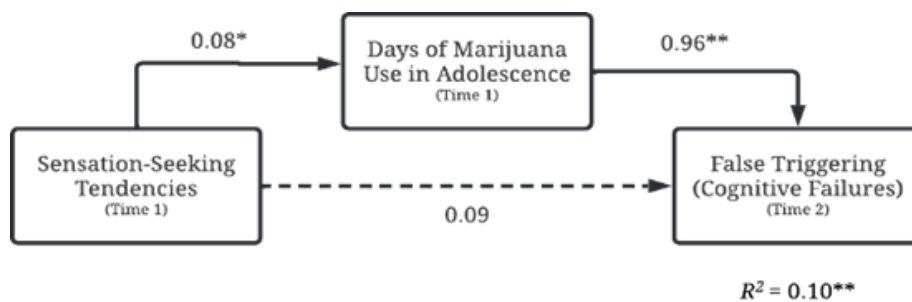 0.08*
Days of Marijuana
Use in Adolescence
(Time 1)
0.96**
Sensation-Seeking
Tendencies
(Time 1)
0.09
False Triggering
(Cognitive Failures)
(Time 2)
R² = 0.10**